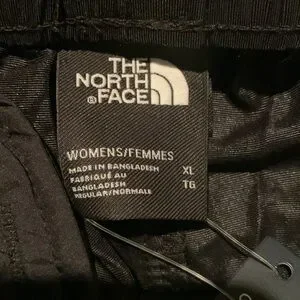 THE
NORTH
® FACE
WOMENS/FEMMES
MADE IN BANGLADESH XL
FABRIQUÉ AU
BANGLADESH TG
REGULAR/NORMALE